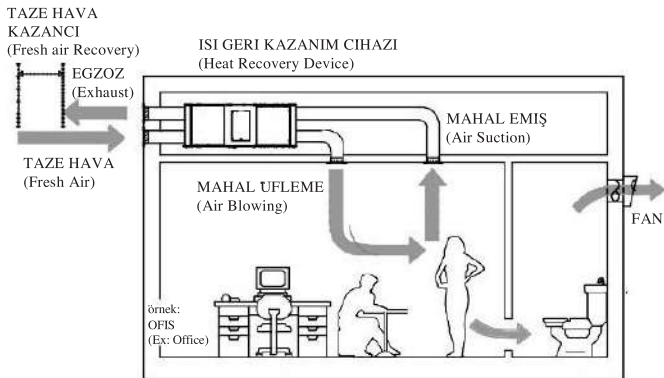 TAZE HAVA
KAZANCI
(Fresh air Recovery)
EGZOZ
(Exhaust)
TAZE HAVA
(Fresh Air)
ISI GERI KAZANIM CIHAZI
(Heat Recovery Device)
MAHAL EMIŞ
(Air Suction)
MAHAL ÜFLEME
(Air Blowing)
FAN
örnek:
OFIS
(Ex: Office)